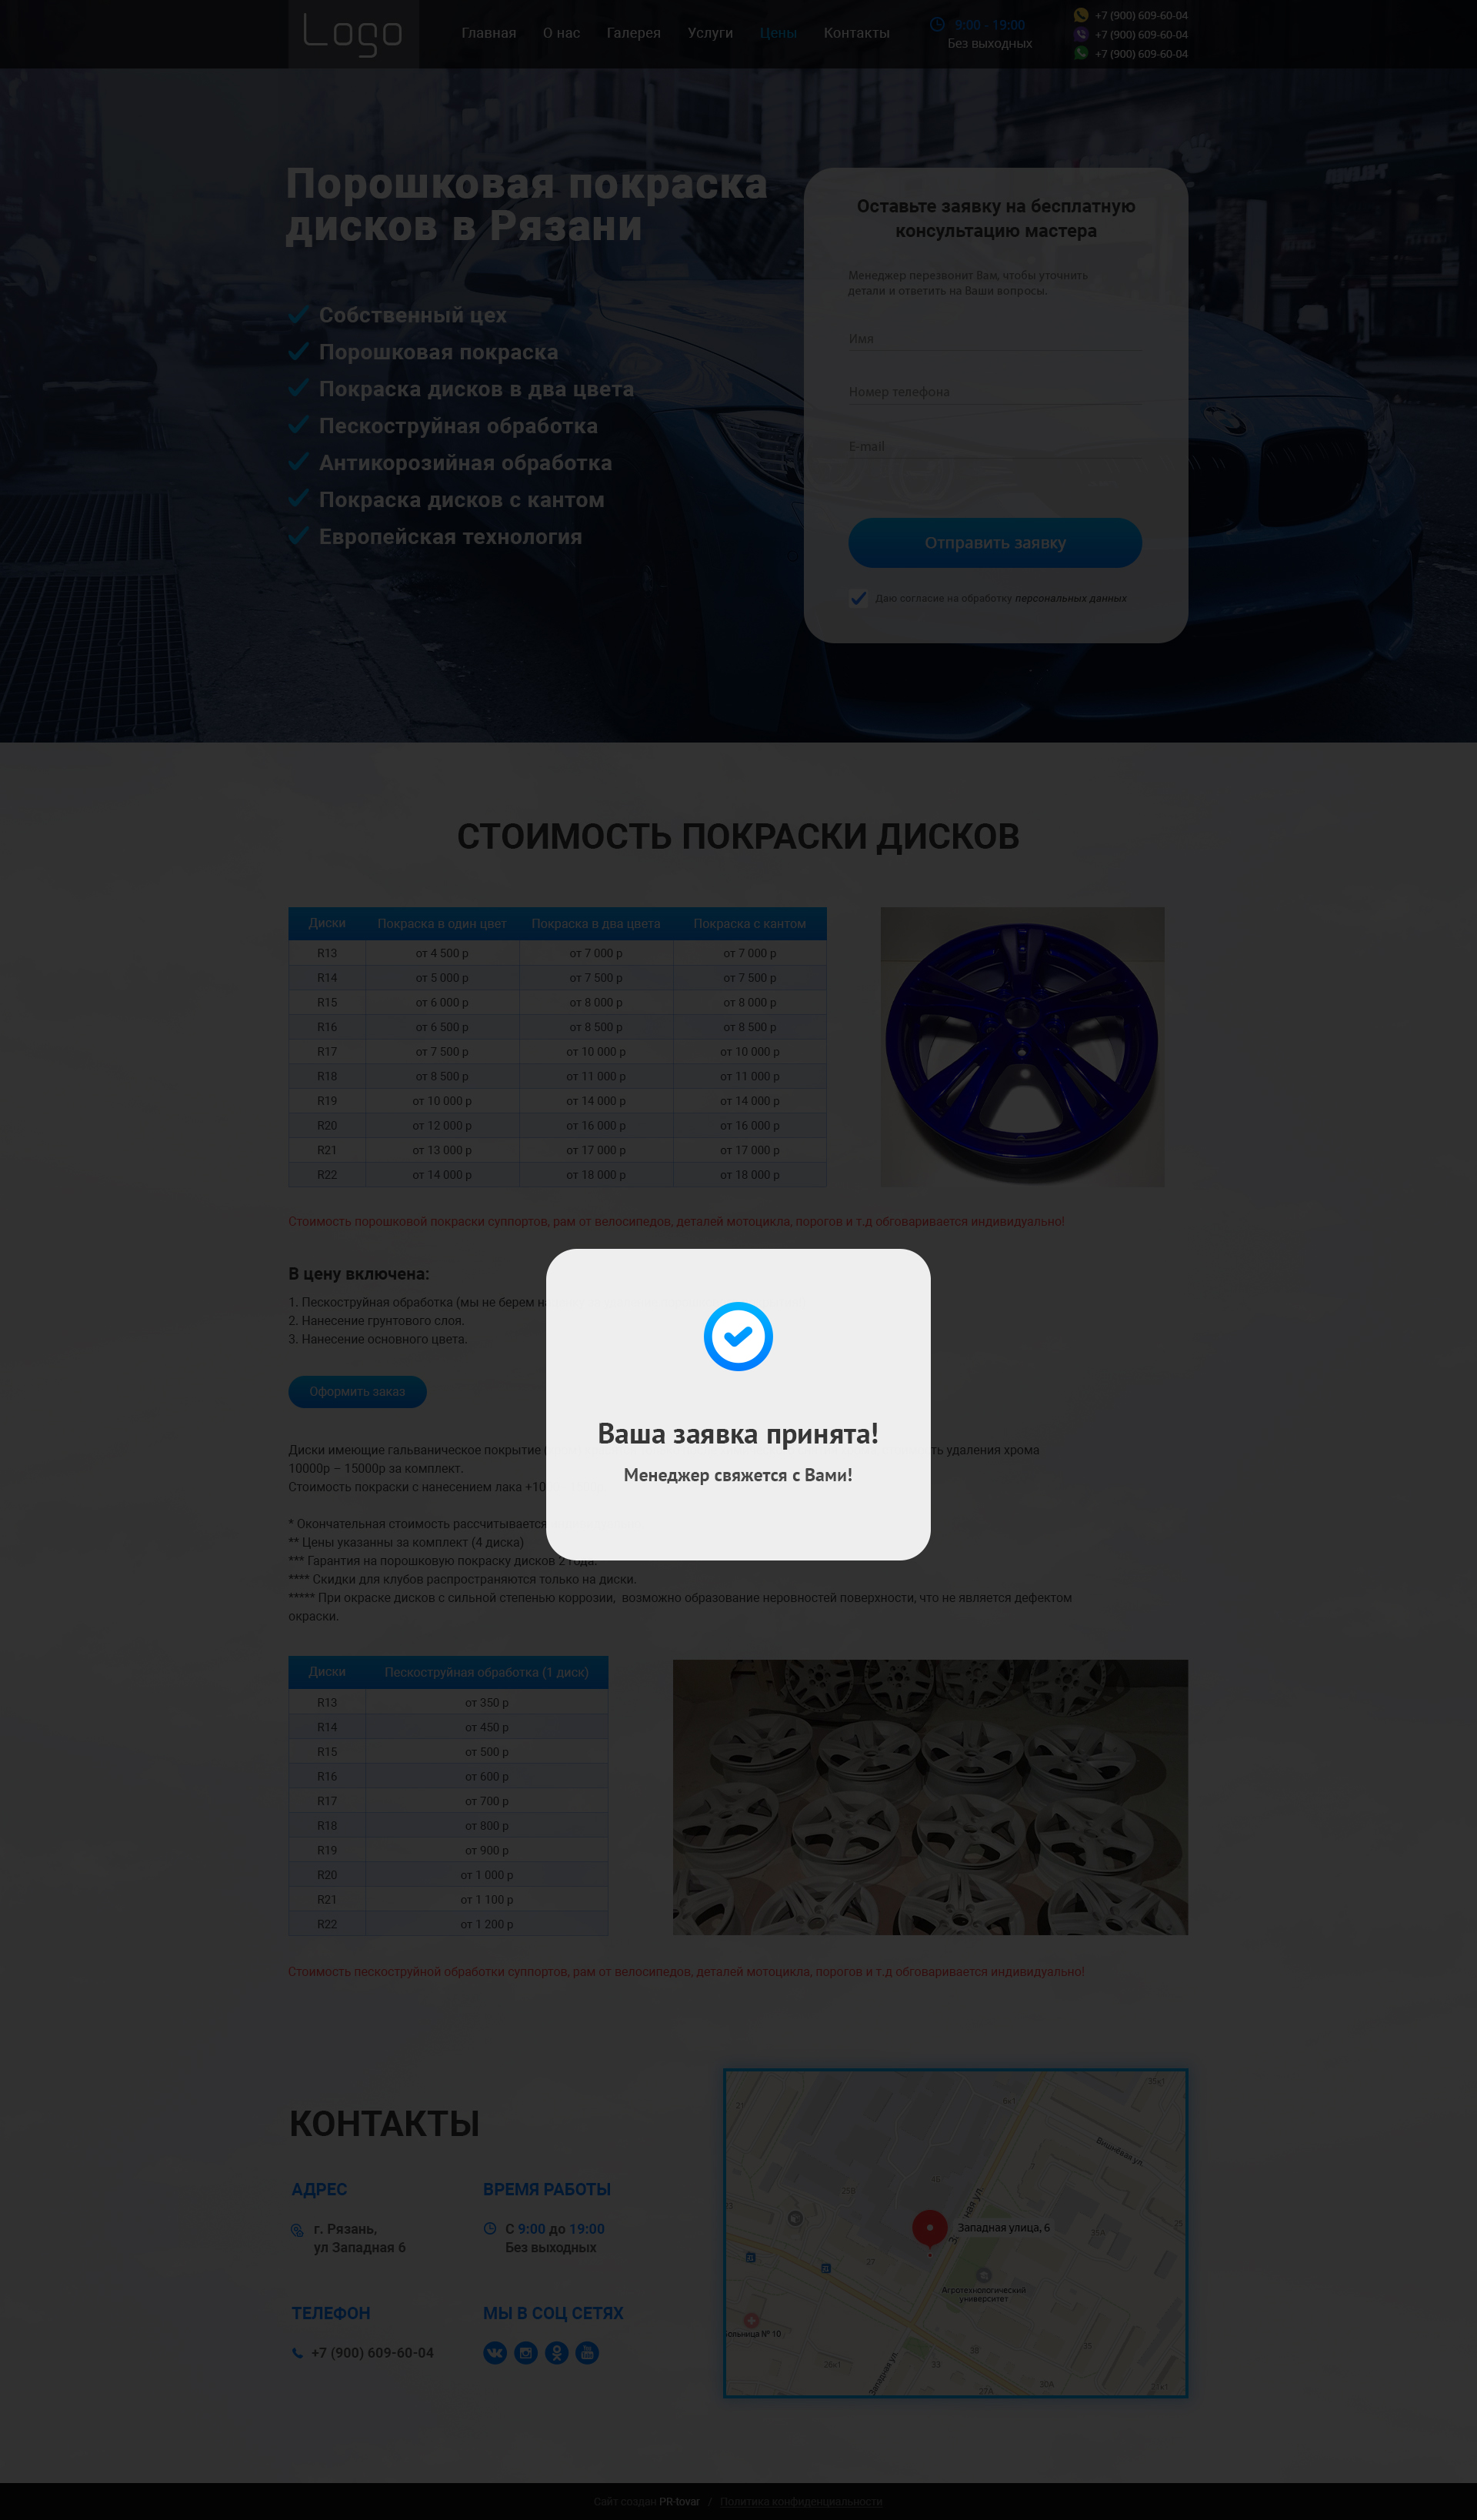 Logo
Главная О нас Галерея Услуги Цены Контакты
9:00 - 19:00
Без выходных
+7 (900) 609-60-04
+7 (900) 609-60-04
+7 (900) 609-60-04
Порошковая покраска
дисков в Рязани
Собственный цех
Порошковая покраска
Покраска дисков в два цвета
Пескоструйная обработка
Антикорозийная обработка
Покраска дисков с кантом
Европейская технология
Оставьте заявку на бесплатную
консультацию мастера
Менеджер перезвонит Вам, чтобы уточнить
детали и ответить на Ваши вопросы.
Имя
Номер телефона
E-mail
Отправить заявку
Даю согласие на обработку персональных данных
СТОИМОСТЬ ПОКРАСКИ ДИСКОВ
Диски Покраска в один цвет Покраска в два цвета Покраска с кантом
R13 от 4 500 р от 7 000 р от 7 000 р
R14 от 5 000 р от 7 500 р от 7 500 р
R15 от 6 000 р от 8 000 р от 8 000 р
R16 от 6 500 р от 8 500 р от 8 500 р
R17 от 7 500 р от 10 000 р от 10 000 р
R18 от 8 500 р от 11 000 р от 11 000 р
R19 от 10 000 р от 14 000 р от 14 000 р
R20 от 12 000 р от 16 000 р от 16 000 р
R21 от 13 000 р от 17 000 р от 17 000 р
R22 от 14 000 р от 18 000 р от 18 000 р
Стоимость порошковой покраски суппортов, рам от велосипедов, деталей мотоцикла, порогов и т.д обговаривается индивидуально!
В цену включена:
1. Пескоструйная обработка (мы не берем
2. Нанесение грунтового слоя.
3. Нанесение основного цвета.
Оформить заказ
Ваша заявка принята!
Менеджер свяжется с Вами!
Диски имеющие гальваническое покрытие удаления хрома
10000р – 15000р за комплект.
Стоимость покраски с нанесением лака +10
* Окончательная стоимость рассчитывается
** Цены указанны за комплект (4 диска)
*** Гарантия на порошковую покраску дисков 2 года.
**** Скидки для клубов распространяются только на диски.
***** При окраске дисков с сильной степенью коррозии, возможно образование неровностей поверхности, что не является дефектом
окраски.
Диски Пескоструйная обработка (1 диск)
R13 от 350 р
R14 от 450 р
R15 от 500 р
R16 от 600 р
R17 от 700 р
R18 от 800 р
R19 от 900 р
R20 от 1 000 р
R21 от 1 100 р
R22 от 1 200 р
Стоимость пескоструйной обработки суппортов, рам от велосипедов, деталей мотоцикла, порогов и т.д обговаривается индивидуально!
КОНТАКТЫ
АДРЕС
г. Рязань,
ул Западная 6
ВРЕМЯ РАБОТЫ
С 9:00 до 19:00
Без выходных
ТЕЛЕФОН
+7 (900) 609-60-04
МЫ В СОЦ СЕТЯХ
Вишнёвая ул.
Западная улица, 6
Агротехнологический
университет
Больница № 10
Западная ул.
Сайт создан PR-tovar / Политика конфиденциальности